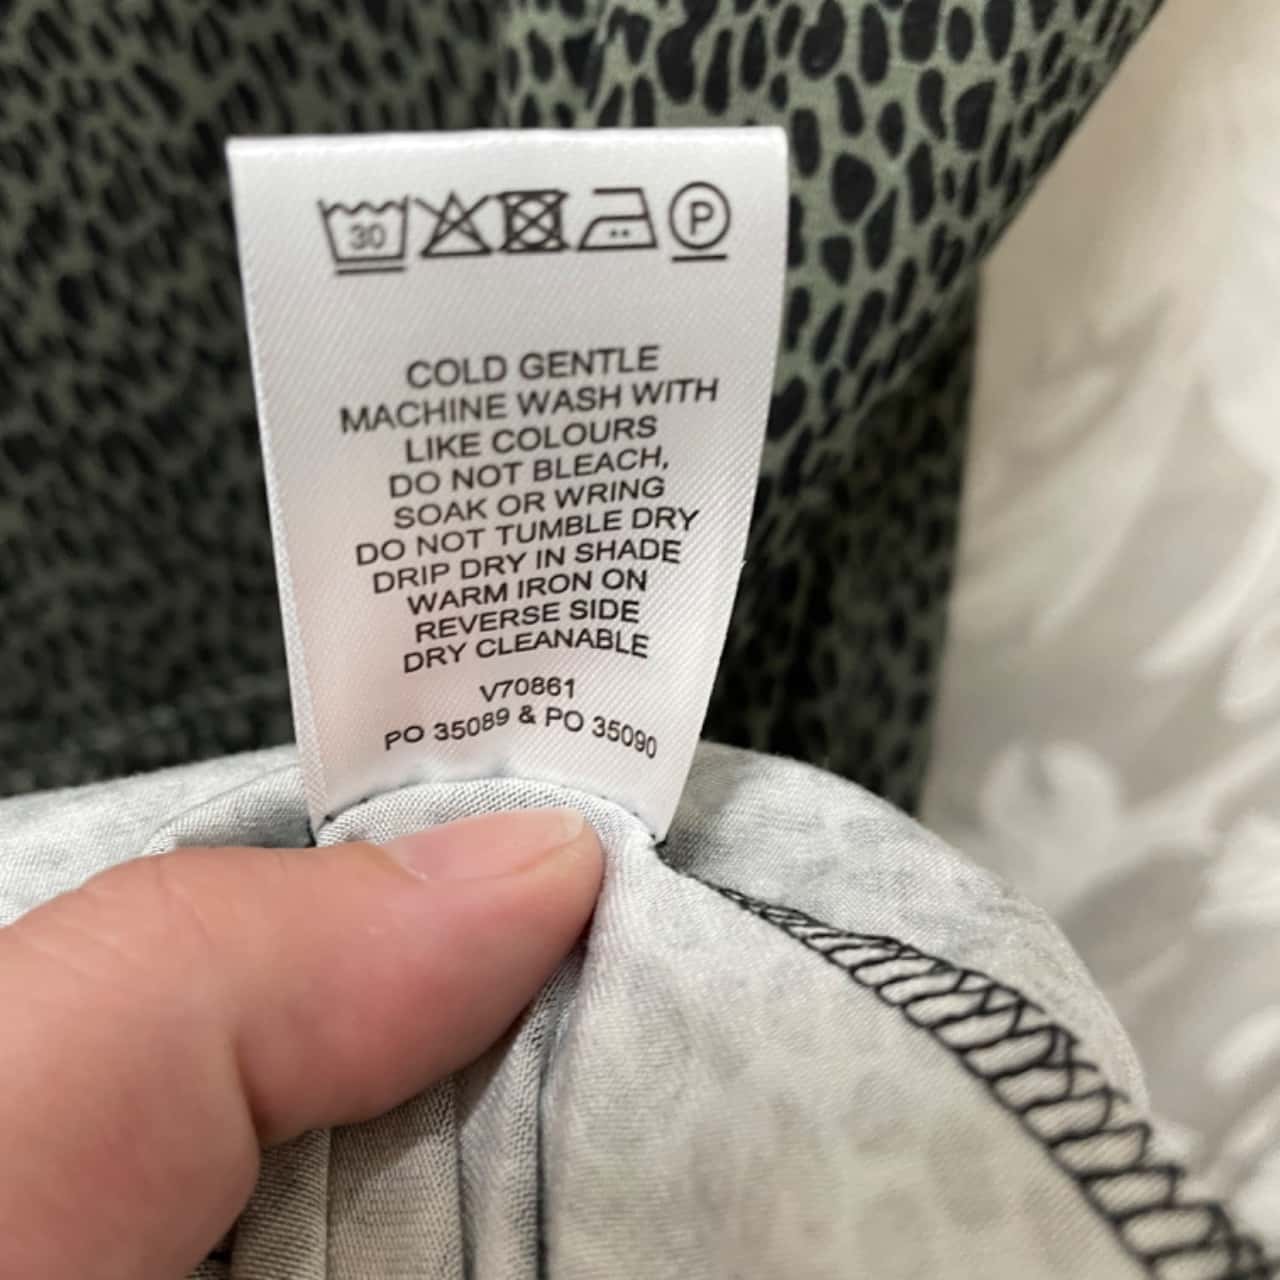 30 P
COLD GENTLE
MACHINE WASH WITH
LIKE COLOURS
DO NOT BLEACH,
SOAK OR WRING
DO NOT TUMBLE DRY
DRIP DRY IN SHADE
WARM IRON ON
REVERSE SIDE
DRY CLEANABLE
V70861
PO 35089 & PO 35090